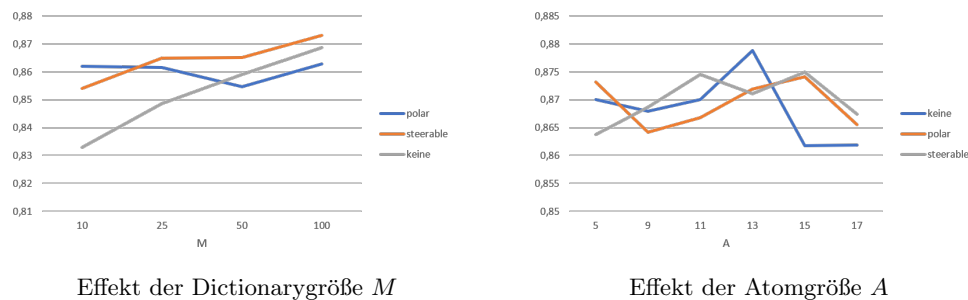 0,88
0,87
0,86
0,85
0,84
0,83
0,82
0,81
10 25 50 100
M
polar
steerable
keine
0,885
0,88
0,875
0,87
0,865
0,86
0,855
0,85
5 9 11 13 15 17
A
keine
polar
steerable
Effekt der Dictionarygröße M
Effekt der Atomgröße A